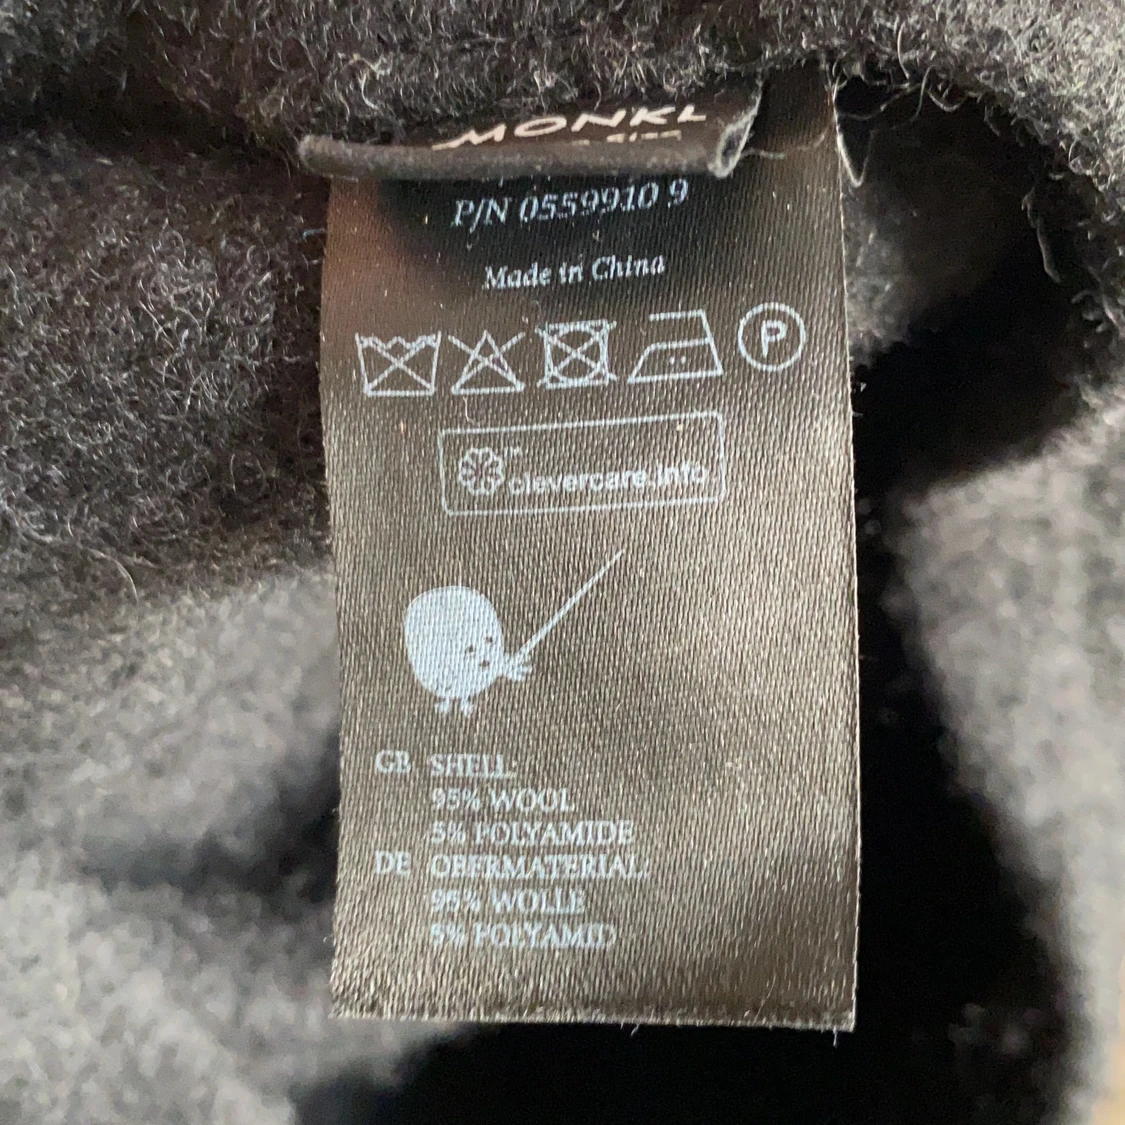 MONKI
P/N 0559910 9
Made in China
P
clevercare.info
GB SHELL:
95% WOOL
5% POLYAMIDE
DE OBERMATERIAL:
95% WOLLE
5% POLYAMID